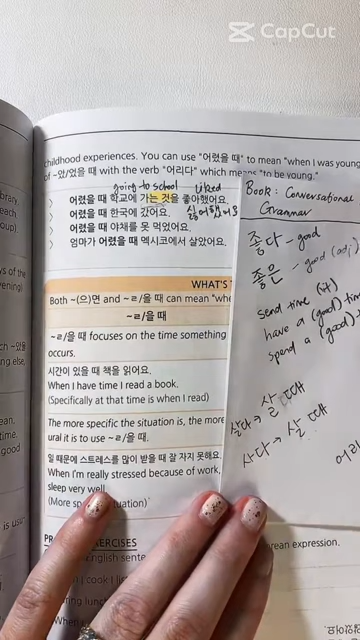 CapCut
childhood experiences. You can use "어렸을 때" to mean "when I was young
of ~았/었을 때 with the verb "어리다" which means "to be young."
going to school liked
어렸을 때 학교에 가는 것을 좋아했어요.
싫어했어요
어렸을 때 한국에 갔어요.
어렸을 때 야채를 못 먹었어요.
엄마가 어렸을 때 멕시코에서 살았어요.
WHAT'S
Both ~(으)면 and ~ㄹ/을 때 can mean "whe
~ㄹ/을 때
~ㄹ/을 때 focuses on the time something
occurs.
시간이 있을 때 책을 읽어요.
When I have time I read a book.
(Specifically at that time is when I read)
The more specific the situation is, the more
ural it is to use ~ㄹ/을 때.
일 때문에 스트레스를 많이 받을 때 잘 자지 못해요.
When I'm really stressed because of work,
sleep very well.
(More spe tuation)
PR ERCISES
English senten
I cook I lis
ring lunch
When
Book: Conversational
Grammar
좋다 - good
좋은 - good (adj)
send time (it)
have a (good) time
spend a (good) t
살다 → 살 때
사다 → 살 때
어리
orean expression.